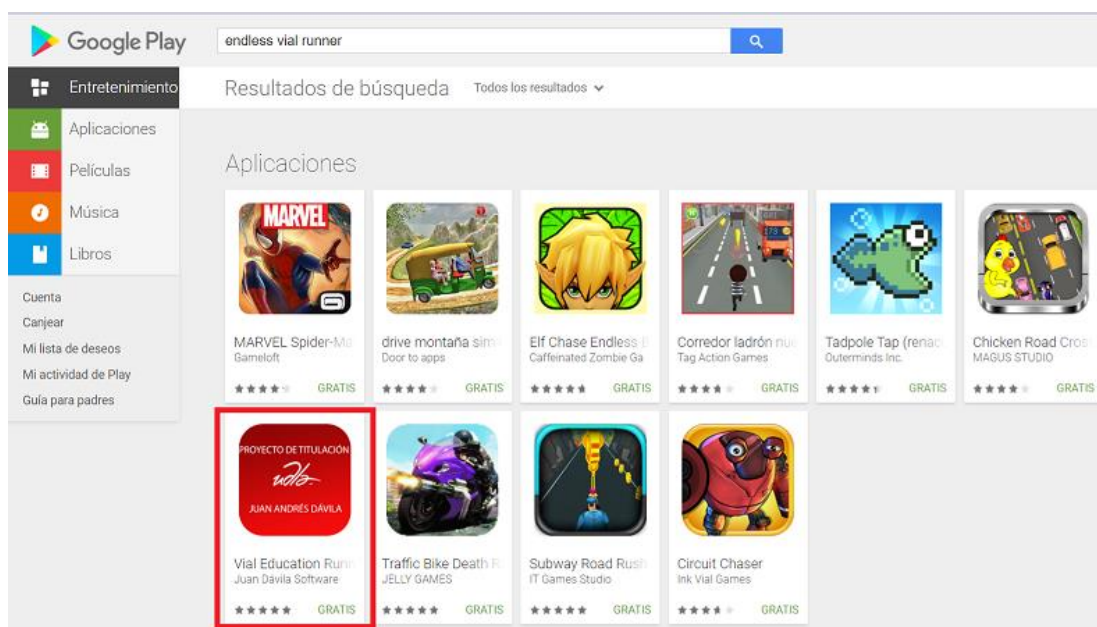 Google Play
endless vial runner
Entretenimiento
Resultados de búsqueda
Todos los resultados
Aplicaciones
Películas
Música
Libros
Cuenta
Canjear
Mi lista de deseos
Mi actividad de Play
Guía para padres
Aplicaciones
MARVEL
MARVEL Spider-Ma
Gameloft
GRATIS
drive montaña sim
Door to apps
GRATIS
Elf Chase Endless
Caffeinated Zombie Ga
GRATIS
Corredor ladrón nue
Tag Action Games
GRATIS
Tadpole Tap (renac
Outerminds Inc.
GRATIS
Chicken Road Cros
MAGUS STUDIO
GRATIS
PROYECTO DE TITULACIÓN
udla
JUAN ANDRÉS DÁVILA
Vial Education Runn
Juan Dávila Software
GRATIS
Traffic Bike Death R
JELLY GAMES
GRATIS
Subway Road Rush
IT Games Studio
GRATIS
Circuit Chaser
Ink Vial Games
GRATIS